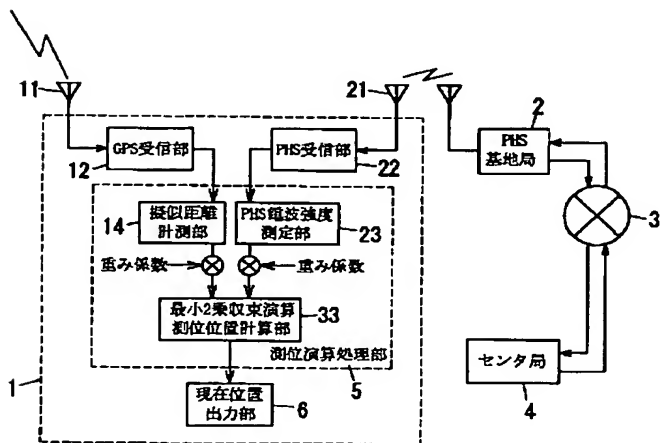 11
21
2
GPS受信部
12
PHS受信部
22
PHS
基地局
3
擬似距離
計測部
14
PHS電波強度
測定部
23
重み係数
重み係数
最小2乗収束演算
測位位置計算部
33
測位演算処理部
5
1
現在位置
出力部
6
センタ局
4